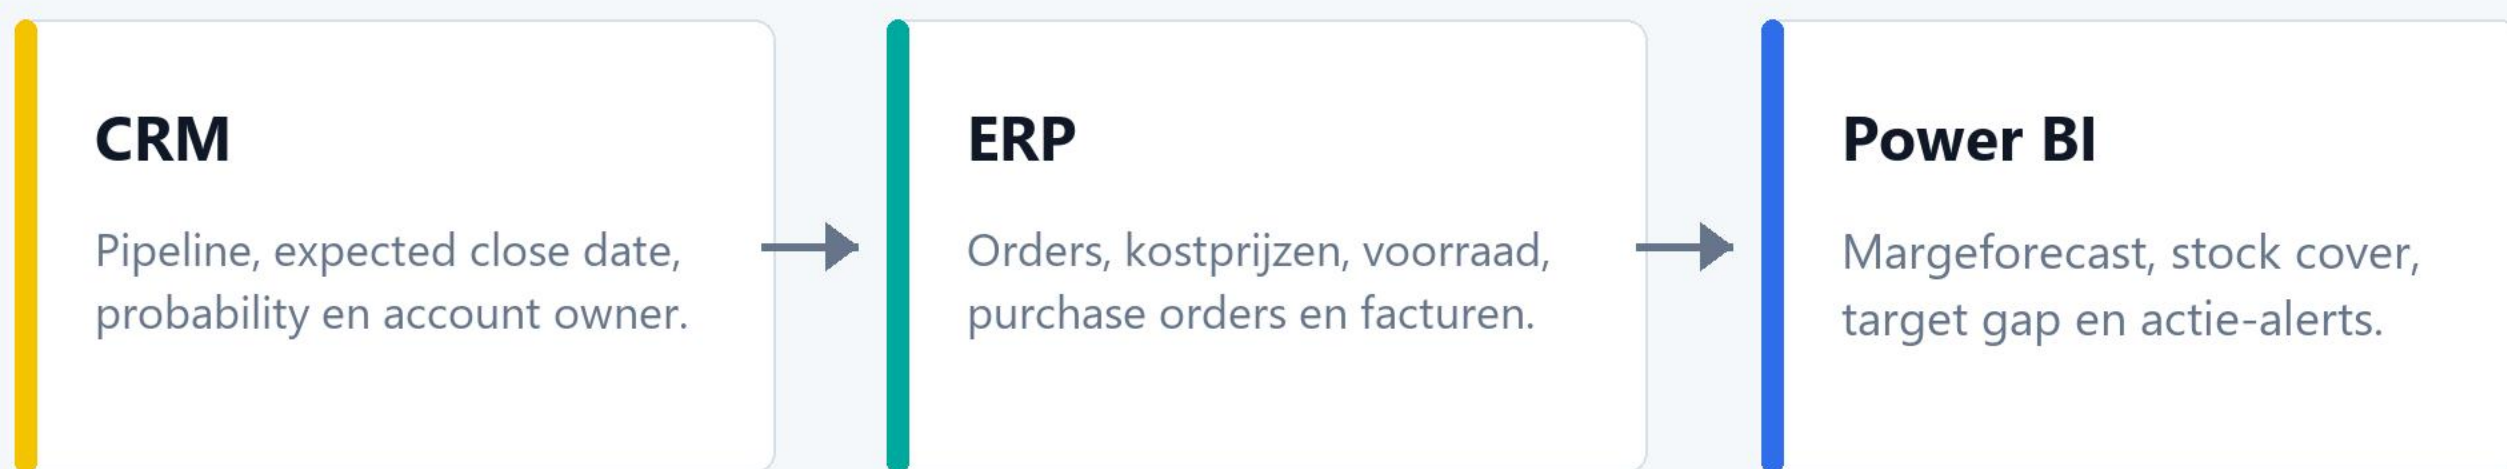 CRM
Pipeline, expected close date,
probability en account owner.
ERP
Orders, kostprijzen, voorraad,
purchase orders en facturen.
Power BI
Margeforecast, stock cover,
target gap en actie-alerts.